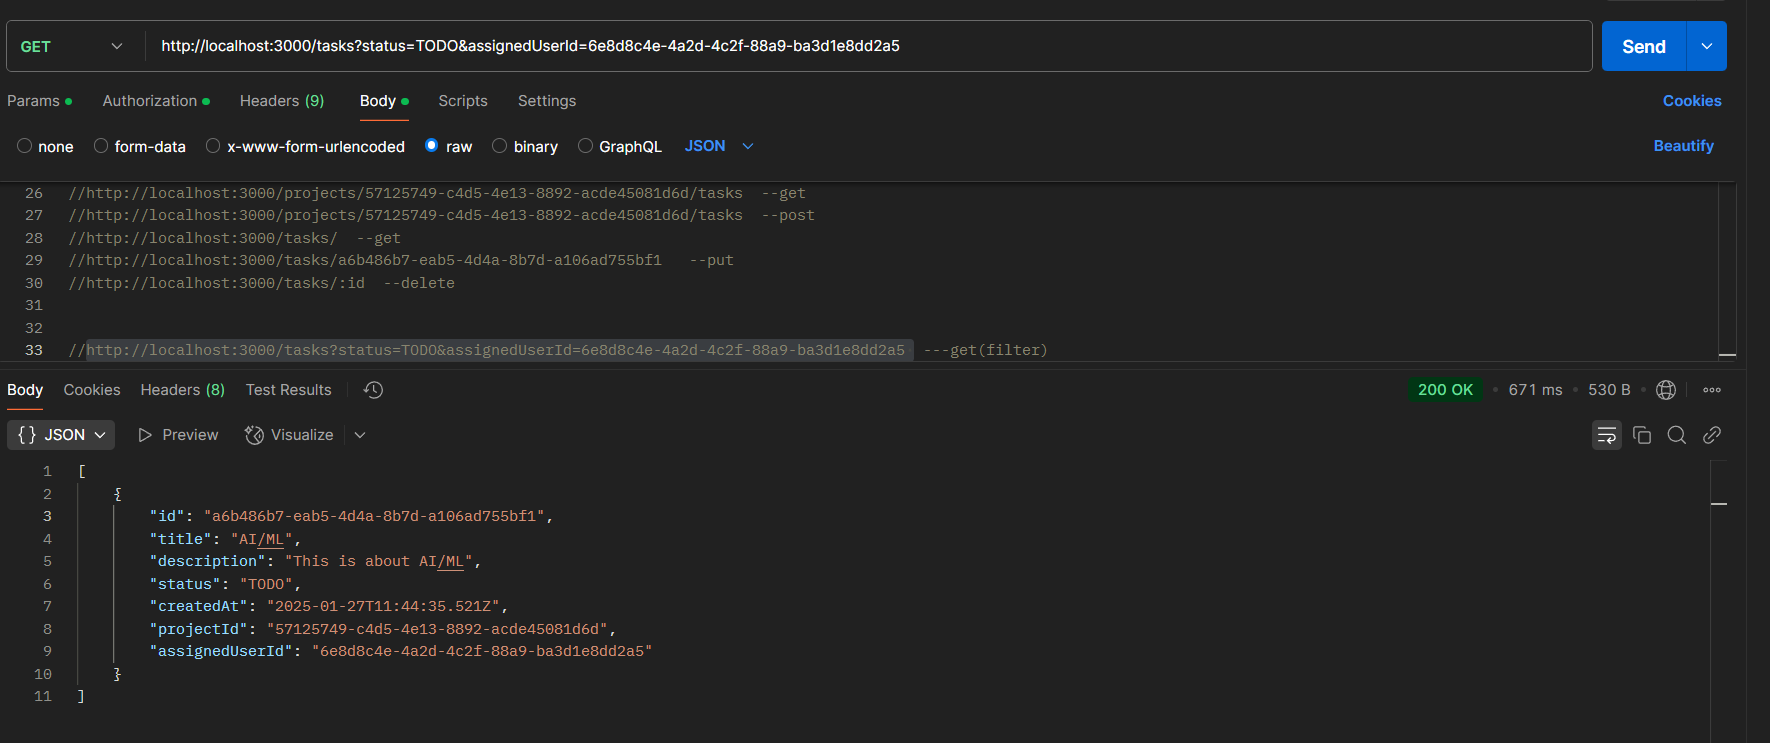 GET http://localhost:3000/tasks?status=TODO&assignedUserId=6e8d8c4e-4a2d-4c2f-88a9-ba3d1e8dd2a5 Send
Params Authorization Headers (9) Body Scripts Settings Cookies
none form-data x-www-form-urlencoded raw binary GraphQL JSON Beautify
26 //http://localhost:3000/projects/57125749-c4d5-4e13-8892-acde45081d6d/tasks --get
27 //http://localhost:3000/projects/57125749-c4d5-4e13-8892-acde45081d6d/tasks --post
28 //http://localhost:3000/tasks/ --get
29 //http://localhost:3000/tasks/a6b486b7-eab5-4d4a-8b7d-a106ad755bf1 --put
30 //http://localhost:3000/tasks/:id --delete
31
32
33 //http://localhost:3000/tasks?status=TODO&assignedUserId=6e8d8c4e-4a2d-4c2f-88a9-ba3d1e8dd2a5 ---get(filter)
Body Cookies Headers (8) Test Results 200 OK 671 ms 530 B
{} JSON Preview Visualize
1 [
2 {
3 "id": "a6b486b7-eab5-4d4a-8b7d-a106ad755bf1",
4 "title": "AI/ML",
5 "description": "This is about AI/ML",
6 "status": "TODO",
7 "createdAt": "2025-01-27T11:44:35.521Z",
8 "projectId": "57125749-c4d5-4e13-8892-acde45081d6d",
9 "assignedUserId": "6e8d8c4e-4a2d-4c2f-88a9-ba3d1e8dd2a5"
10 }
11 ]